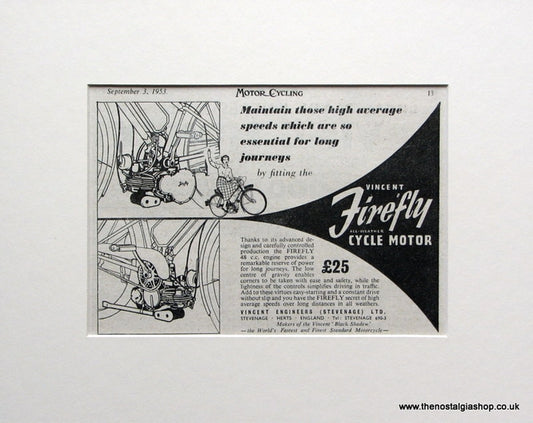 September 3, 1953
MOTOR CYCLING
13
Maintain those high average
speeds which are so
essential for long
journeys
by fitting the
VINCENT
Firefly
ALL-WEATHER
CYCLE MOTOR
Firefly
Thanks to its advanced de-
sign and carefully controlled
production the FIREFLY
48 c.c. engine provides a
remarkable reserve of power
for long journeys. The low
centre of gravity enables
£25
corners to be taken with ease and safety, while the
lightness of the controls simplifies driving in traffic.
Add to these virtues easy-starting and a constant drive
without slip and you have the FIREFLY secret of high
average speeds over long distances in all weathers.
VINCENT ENGINEERS (STEVENAGE) LTD.
STEVENAGE · HERTS · ENGLAND · Tel: STEVENAGE 690-3
Makers of the Vincent "Black Shadow"
— the World's Fastest and Finest Standard Motorcycle —
www.thenostalgiashop.co.uk